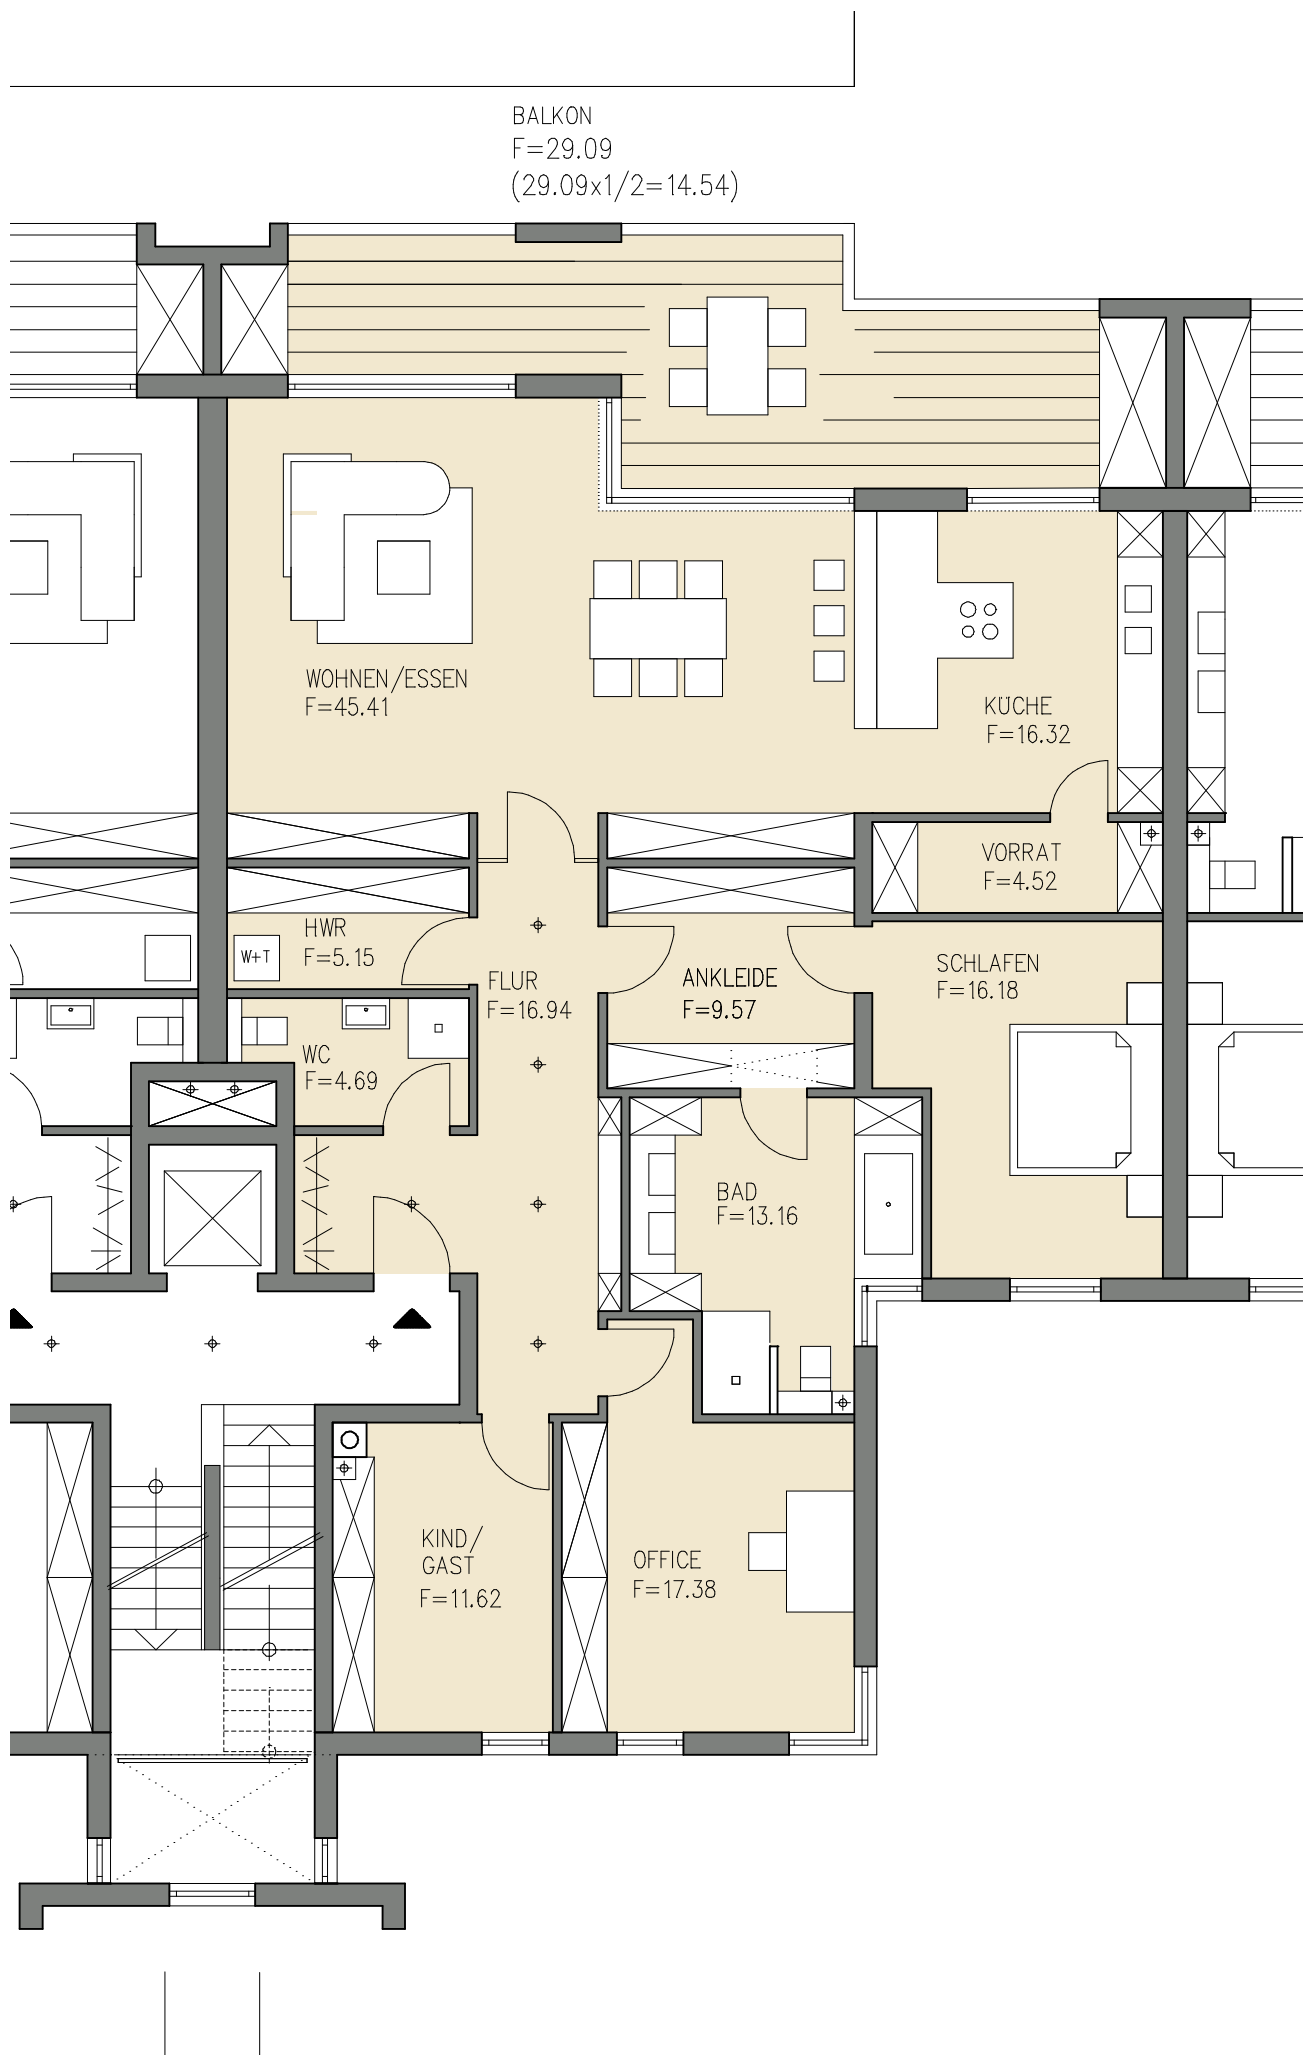 BALKON
F=29.09
(29.09x1/2=14.54)
WOHNEN/ESSEN
F=45.41
KÜCHE
F=16.32
VORRAT
F=4.52
HWR
F=5.15
W+T
FLUR
F=16.94
ANKLEIDE
F=9.57
SCHLAFEN
F=16.18
WC
F=4.69
BAD
F=13.16
KIND/
GAST
F=11.62
OFFICE
F=17.38